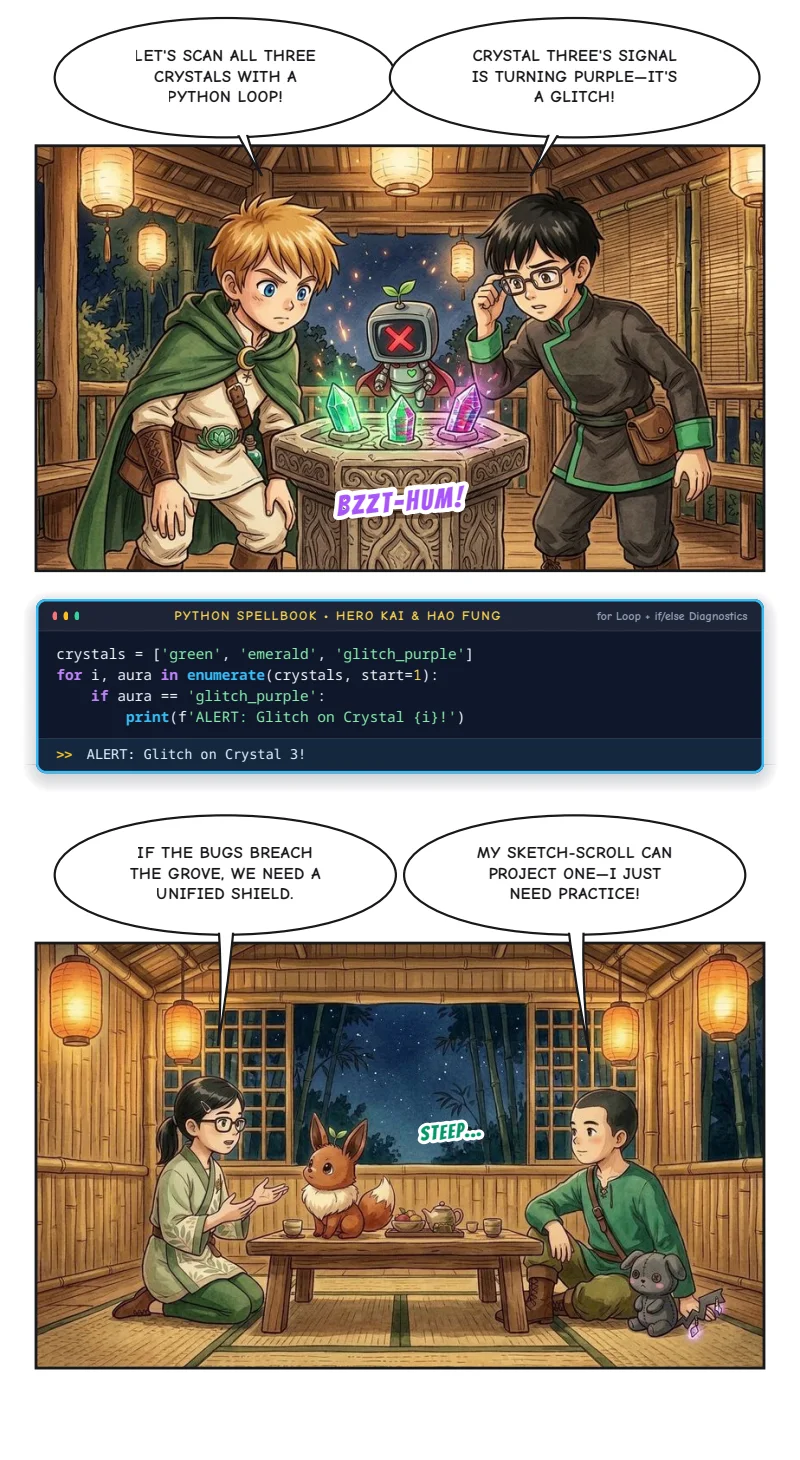 LET'S SCAN ALL THREE
CRYSTALS WITH A
PYTHON LOOP!
CRYSTAL THREE'S SIGNAL
IS TURNING PURPLE—IT'S
A GLITCH!
BZZT-HUM!
PYTHON SPELLBOOK • HERO KAI & HAO FUNG
for Loop + if/else Diagnostics
crystals = ['green', 'emerald', 'glitch_purple']
for i, aura in enumerate(crystals, start=1):
    if aura == 'glitch_purple':
        print(f'ALERT: Glitch on Crystal {i}!')
>> ALERT: Glitch on Crystal 3!
IF THE BUGS BREACH
THE GROVE, WE NEED A
UNIFIED SHIELD.
MY SKETCH-SCROLL CAN
PROJECT ONE—I JUST
NEED PRACTICE!
STEEP...